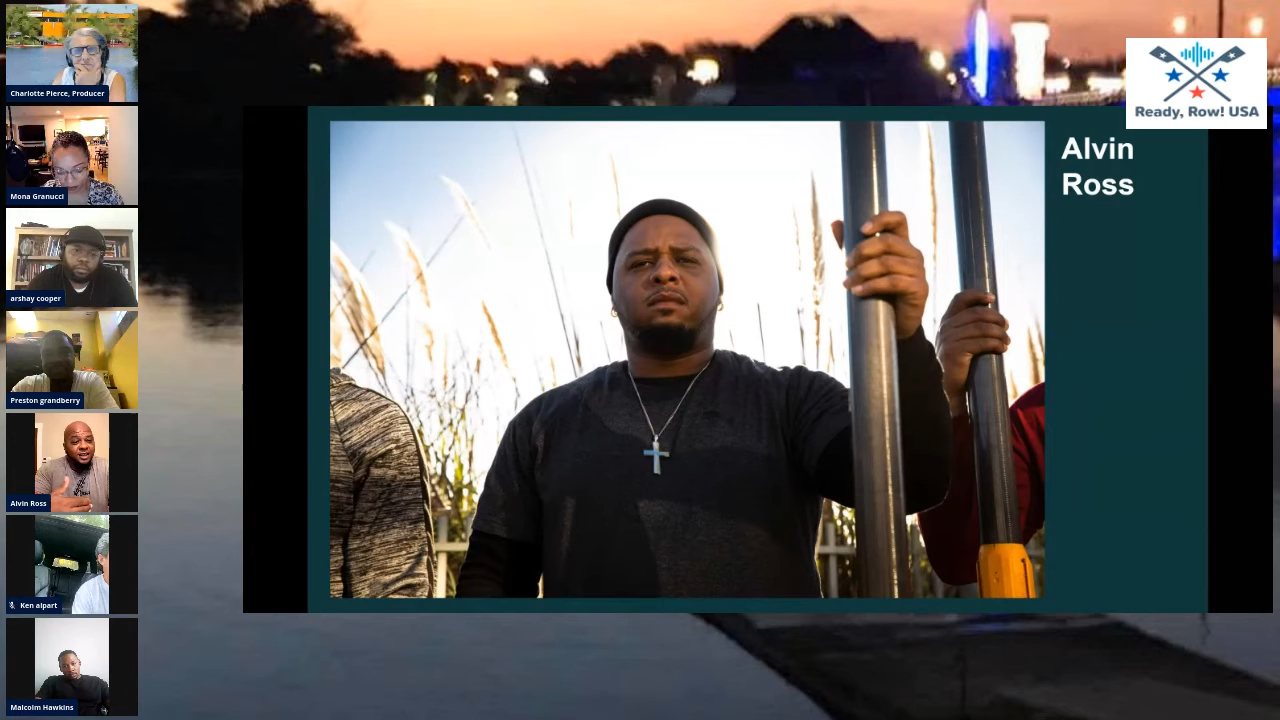 Charlotte Pierce, Producer
Mona Granucci
arshay cooper
Preston grandberry
Alvin Ross
Ken alpart
Malcolm Hawkins
Alvin
Ross
Ready, Row! USA